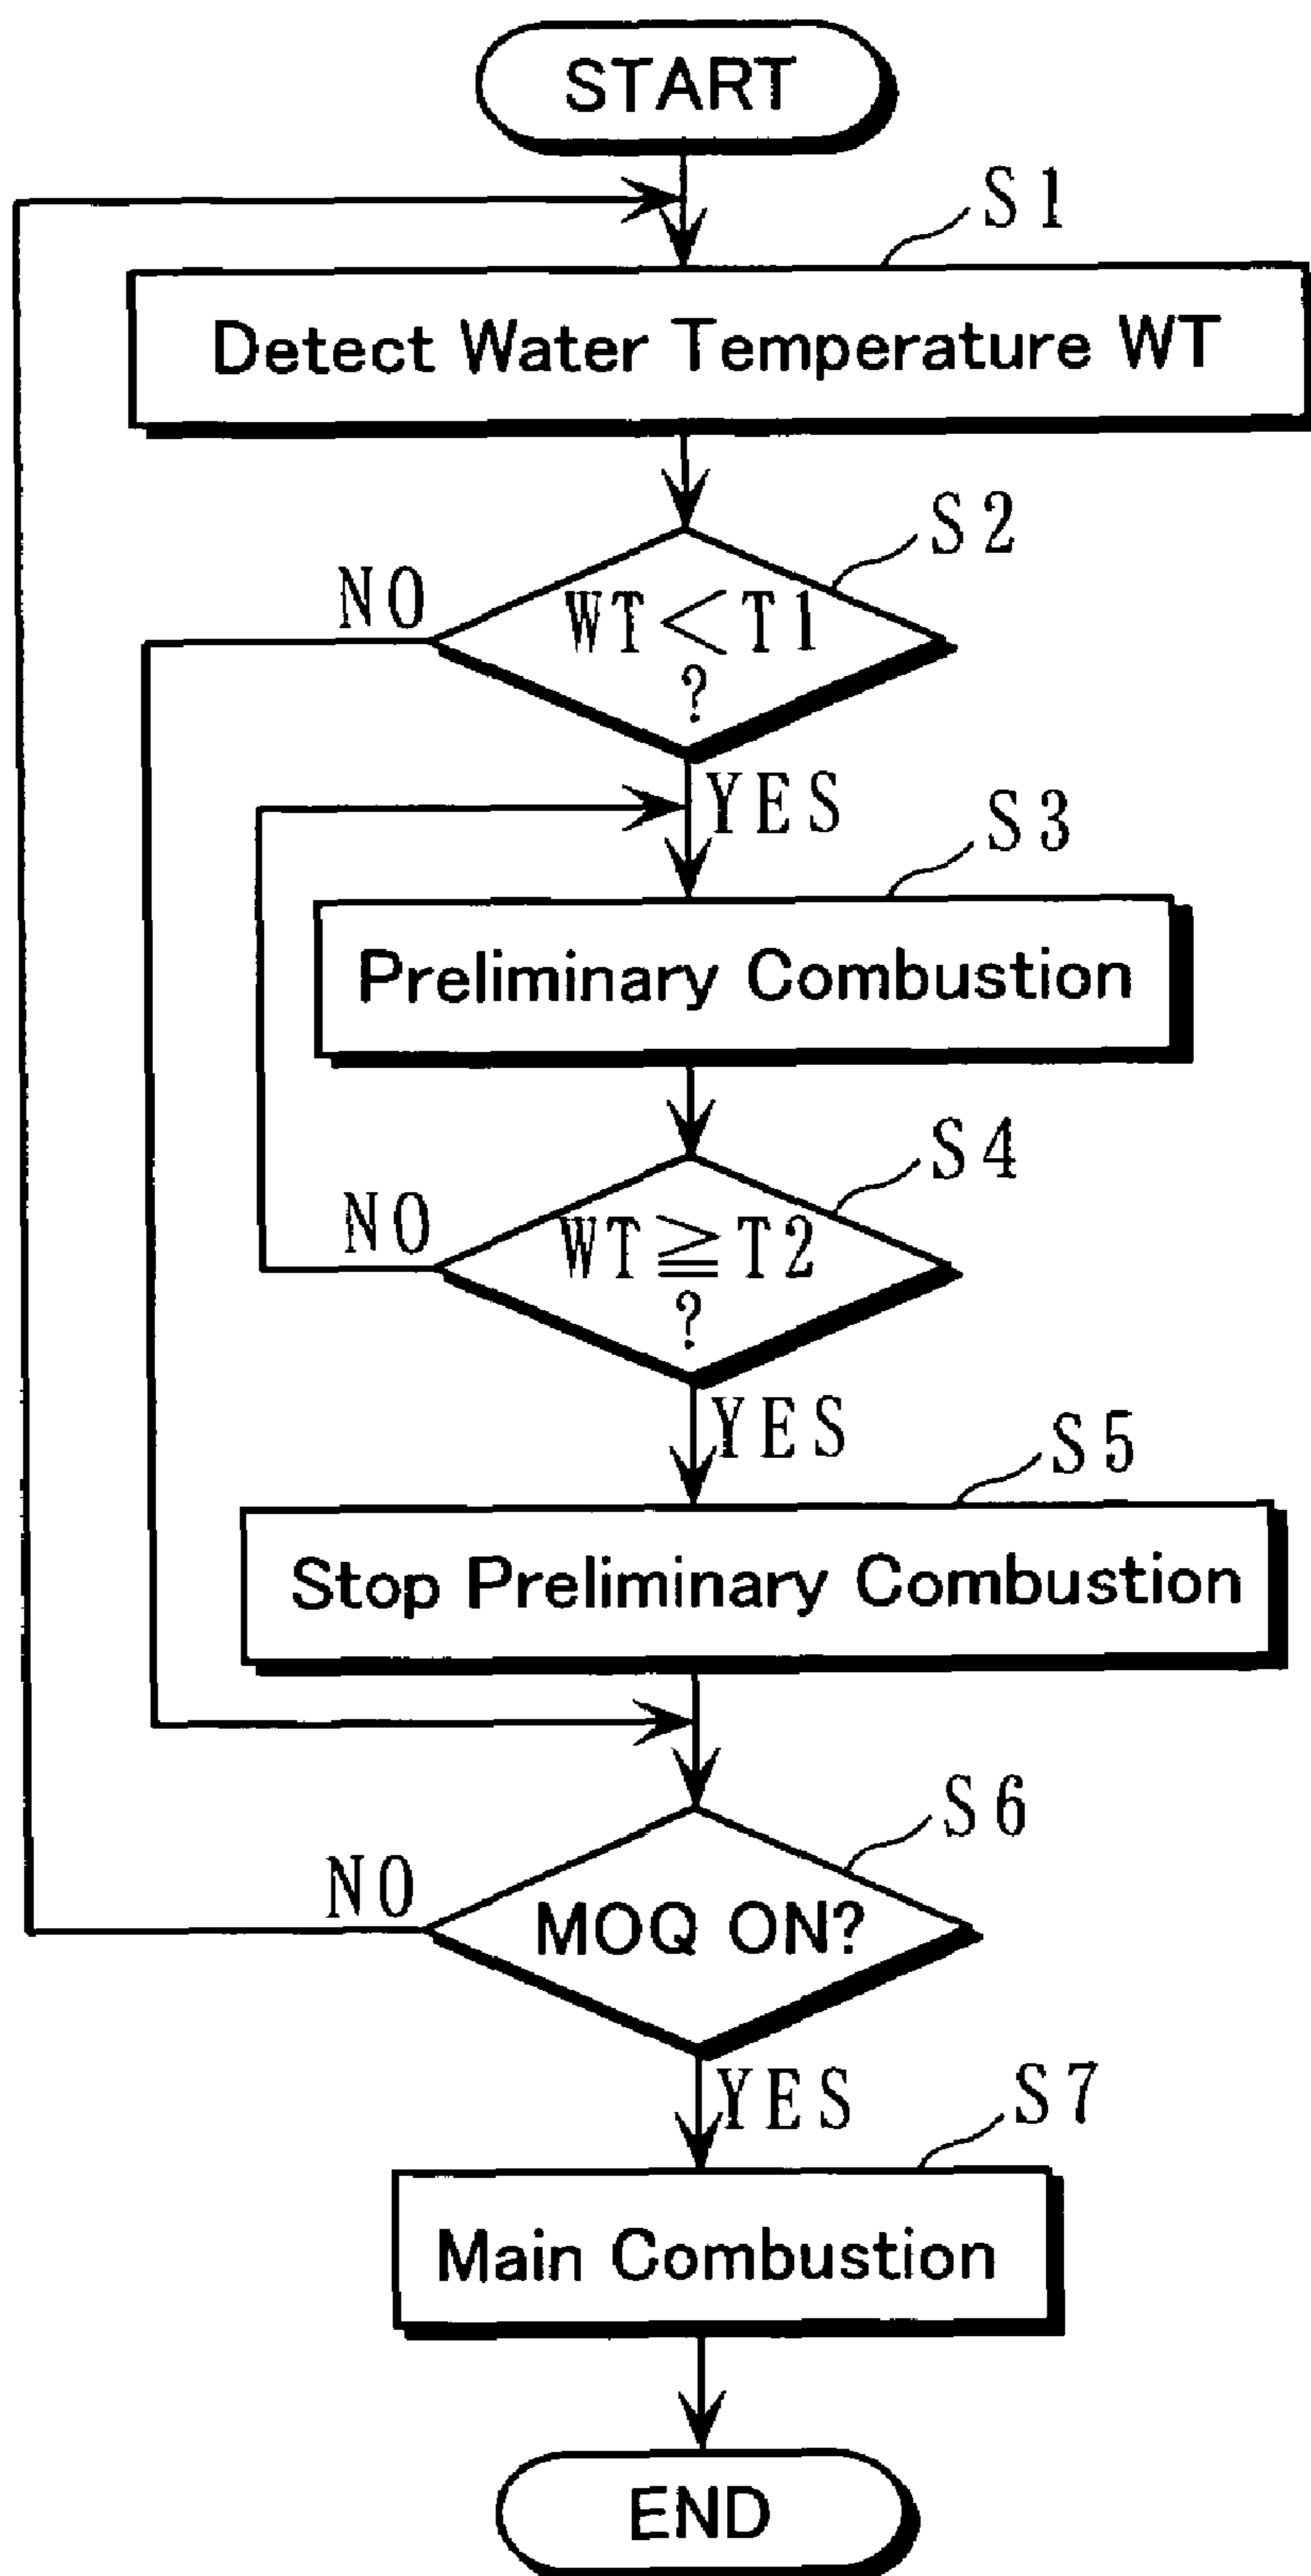 START
S1
Detect Water Temperature WT
S2
NO
WT<T1
?
YES
S3
Preliminary Combustion
S4
NO
WT≧T2
?
YES
S5
Stop Preliminary Combustion
S6
NO
MOQ ON?
YES
S7
Main Combustion
END